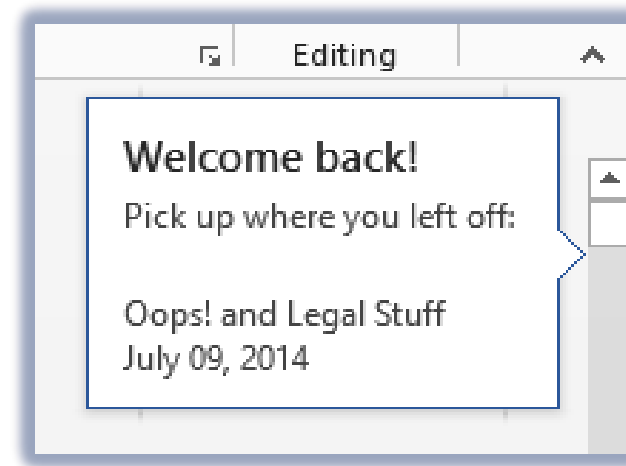 Editing
Welcome back!
Pick up where you left off:
Oops! and Legal Stuff
July 09, 2014